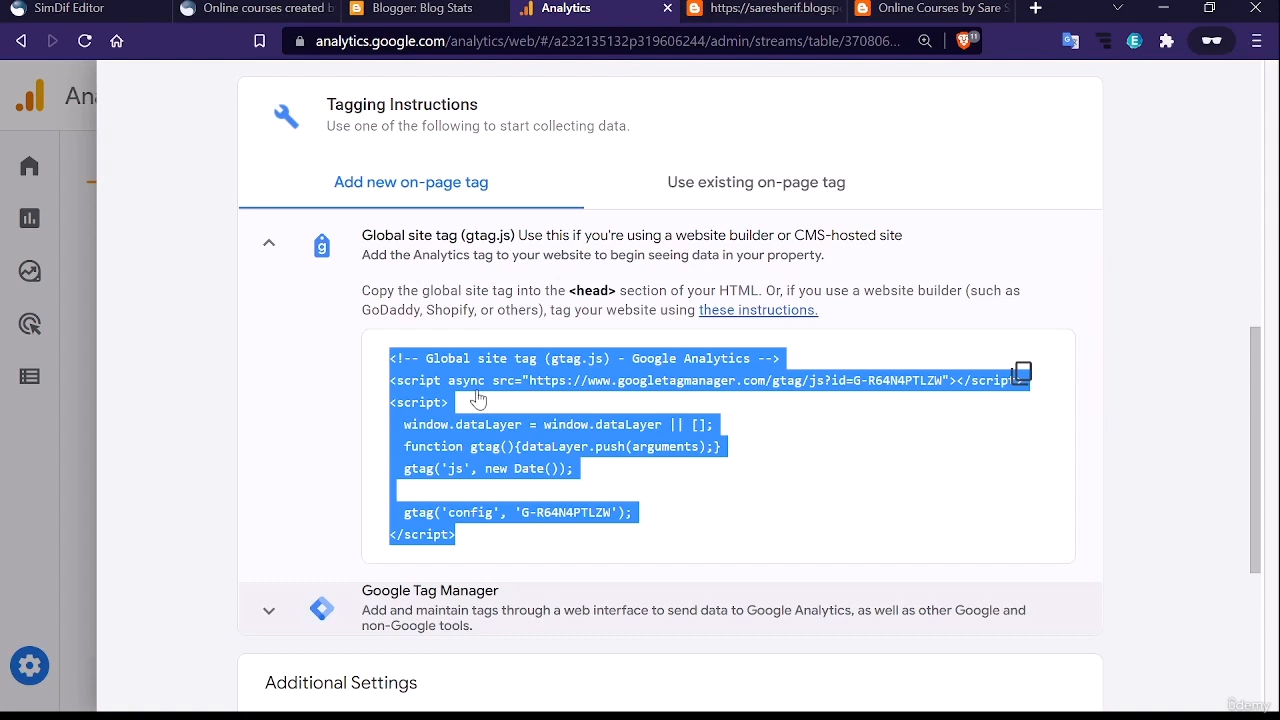 SimDif Editor
Online courses created b
Blogger: Blog Stats
Analytics
https://saresherif.blogsp
Online Courses by Sare S
analytics.google.com/analytics/web/#/a232135132p319606244/admin/streams/table/370806...
11
Ana
Tagging Instructions
Use one of the following to start collecting data.
Add new on-page tag
Use existing on-page tag
g
Global site tag (gtag.js) Use this if you're using a website builder or CMS-hosted site
Add the Analytics tag to your website to begin seeing data in your property.
Copy the global site tag into the <head> section of your HTML. Or, if you use a website builder (such as
GoDaddy, Shopify, or others), tag your website using these instructions.
<!-- Global site tag (gtag.js) - Google Analytics -->
<script async src="https://www.googletagmanager.com/gtag/js?id=G-R64N4PTLZW"></script>
<script>
window.dataLayer = window.dataLayer || [];
function gtag(){dataLayer.push(arguments);}
gtag('js', new Date());
gtag('config', 'G-R64N4PTLZW');
</script>
Google Tag Manager
Add and maintain tags through a web interface to send data to Google Analytics, as well as other Google and
non-Google tools.
Additional Settings
Udemy